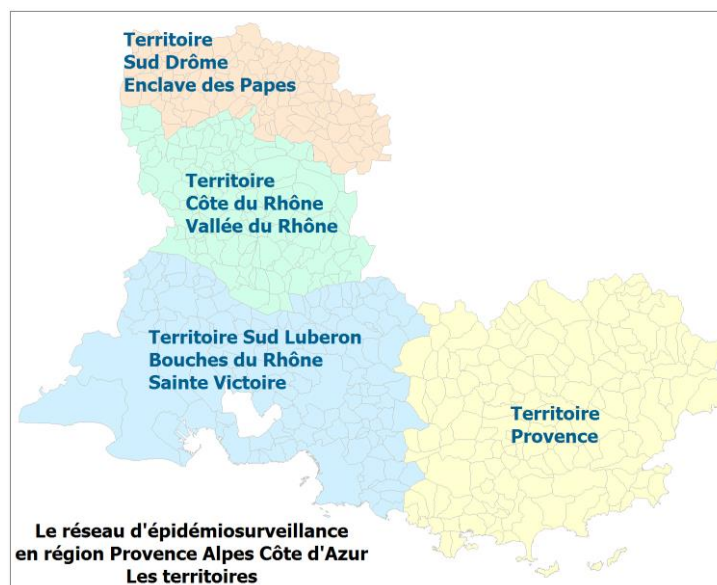 Territoire
Sud Drôme
Enclave des Papes
Territoire
Côte du Rhône
Vallée du Rhône
Territoire Sud Luberon
Bouches du Rhône
Sainte Victoire
Territoire
Provence
Le réseau d'épidémiosurveillance
en région Provence Alpes Côte d'Azur
Les territoires